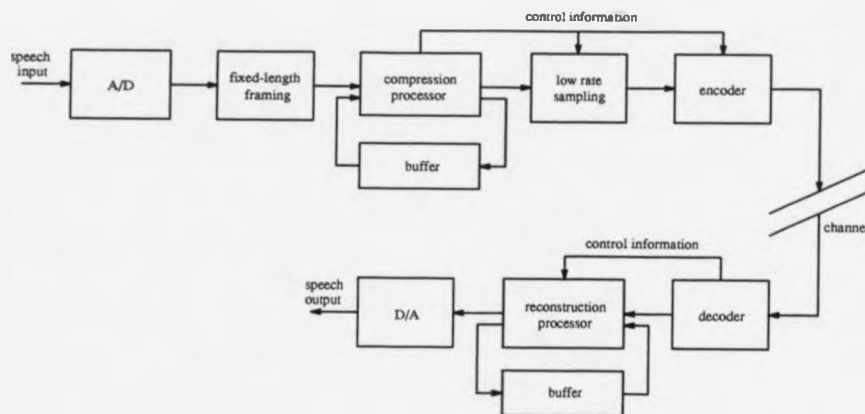 control information
speech
input
A/D
fixed-length
framing
compression
processor
low rate
sampling
encoder
buffer
channel
control information
speech
output
D/A
reconstruction
processor
decoder
buffer